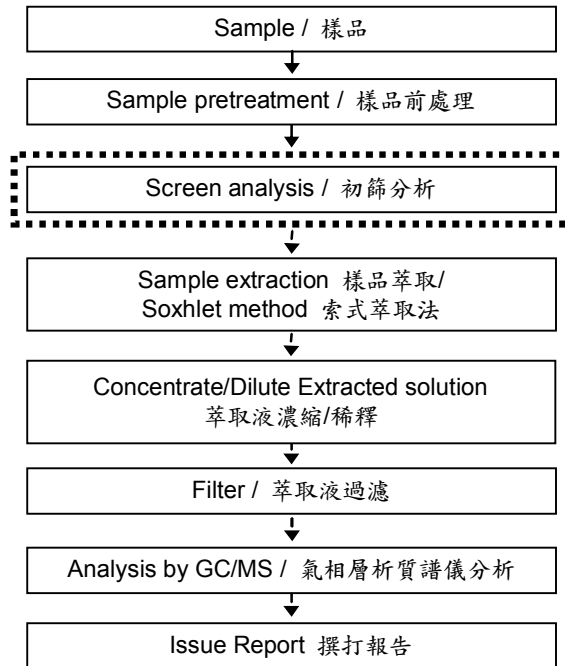 Sample / 樣品
Sample pretreatment / 樣品前處理
Screen analysis / 初篩分析
Sample extraction 樣品萃取/
Soxhlet method 索式萃取法
Concentrate/Dilute Extracted solution
萃取液濃縮/稀釋
Filter / 萃取液過濾
Analysis by GC/MS / 氣相層析質譜儀分析
Issue Report 撰打報告